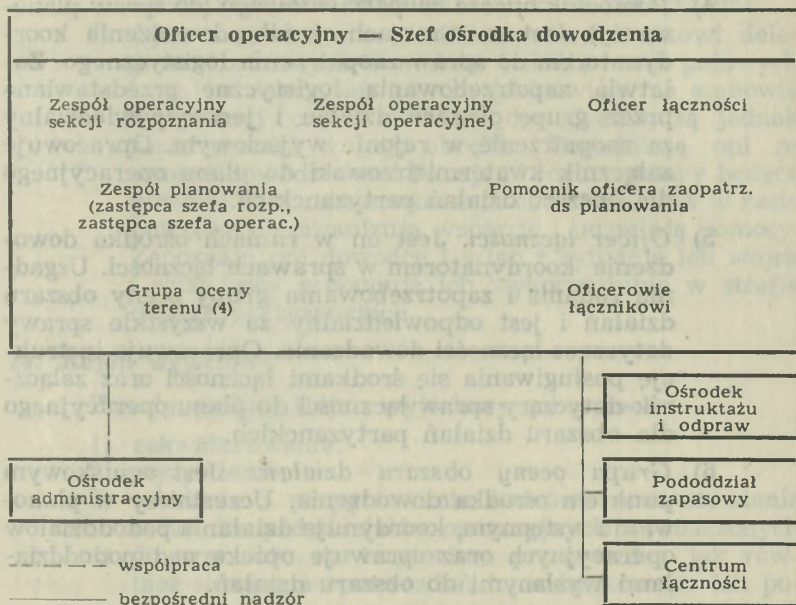 Oficer operacyjny — Szef ośrodka dowodzenia
Zespół operacyjny
sekcji rozpoznania
Zespół operacyjny
sekcji operacyjnej
Oficer łączności
Zespół planowania
(zastępca szefa rozp.,
zastępca szefa operac.)
Pomocnik oficera zaopatrz.
ds planowania
Grupa oceny
terenu (4)
Oficerowie
łącznikowi
Ośrodek
instruktażu
i odpraw
Ośrodek
administracyjny
Pododdział
zapasowy
Centrum
łączności
współpraca
bezpośredni nadzór